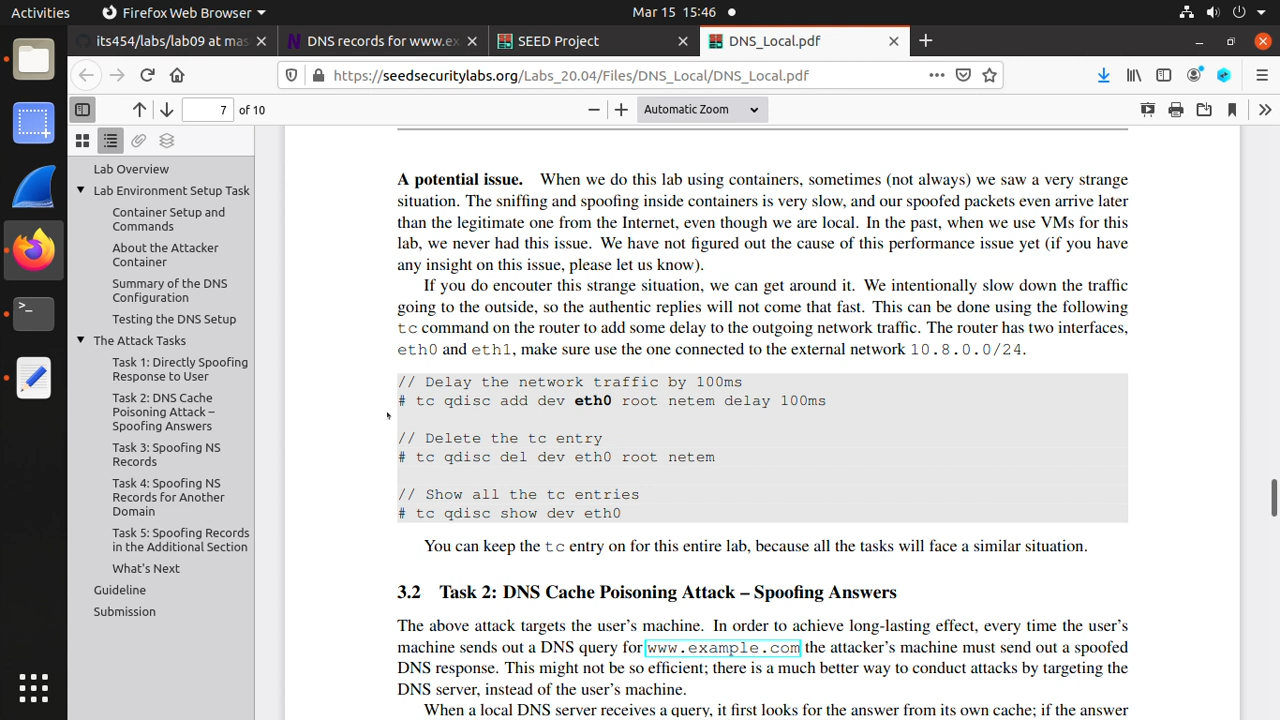 Activities
Firefox Web Browser
Mar 15 15:46
its454/labs/lab09 at mas
DNS records for www.ex
SEED Project
DNS_Local.pdf
https://seedsecuritylabs.org/Labs_20.04/Files/DNS_Local/DNS_Local.pdf
7 of 10
Automatic Zoom
Lab Overview
Lab Environment Setup Task
Container Setup and
Commands
About the Attacker
Container
Summary of the DNS
Configuration
Testing the DNS Setup
The Attack Tasks
Task 1: Directly Spoofing
Response to User
Task 2: DNS Cache
Poisoning Attack –
Spoofing Answers
Task 3: Spoofing NS
Records
Task 4: Spoofing NS
Records for Another
Domain
Task 5: Spoofing Records
in the Additional Section
What's Next
Guideline
Submission
A potential issue. When we do this lab using containers, sometimes (not always) we saw a very strange
situation. The sniffing and spoofing inside containers is very slow, and our spoofed packets even arrive later
than the legitimate one from the Internet, even though we are local. In the past, when we use VMs for this
lab, we never had this issue. We have not figured out the cause of this performance issue yet (if you have
any insight on this issue, please let us know).
If you do encouter this strange situation, we can get around it. We intentionally slow down the traffic
going to the outside, so the authentic replies will not come that fast. This can be done using the following
tc command on the router to add some delay to the outgoing network traffic. The router has two interfaces,
eth0 and eth1, make sure use the one connected to the external network 10.8.0.0/24.
// Delay the network traffic by 100ms
# tc qdisc add dev eth0 root netem delay 100ms
// Delete the tc entry
# tc qdisc del dev eth0 root netem
// Show all the tc entries
# tc qdisc show dev eth0
You can keep the tc entry on for this entire lab, because all the tasks will face a similar situation.
3.2 Task 2: DNS Cache Poisoning Attack – Spoofing Answers
The above attack targets the user's machine. In order to achieve long-lasting effect, every time the user's
machine sends out a DNS query for www.example.com the attacker's machine must send out a spoofed
DNS response. This might not be so efficient; there is a much better way to conduct attacks by targeting the
DNS server, instead of the user's machine.
When a local DNS server receives a query, it first looks for the answer from its own cache; if the answer